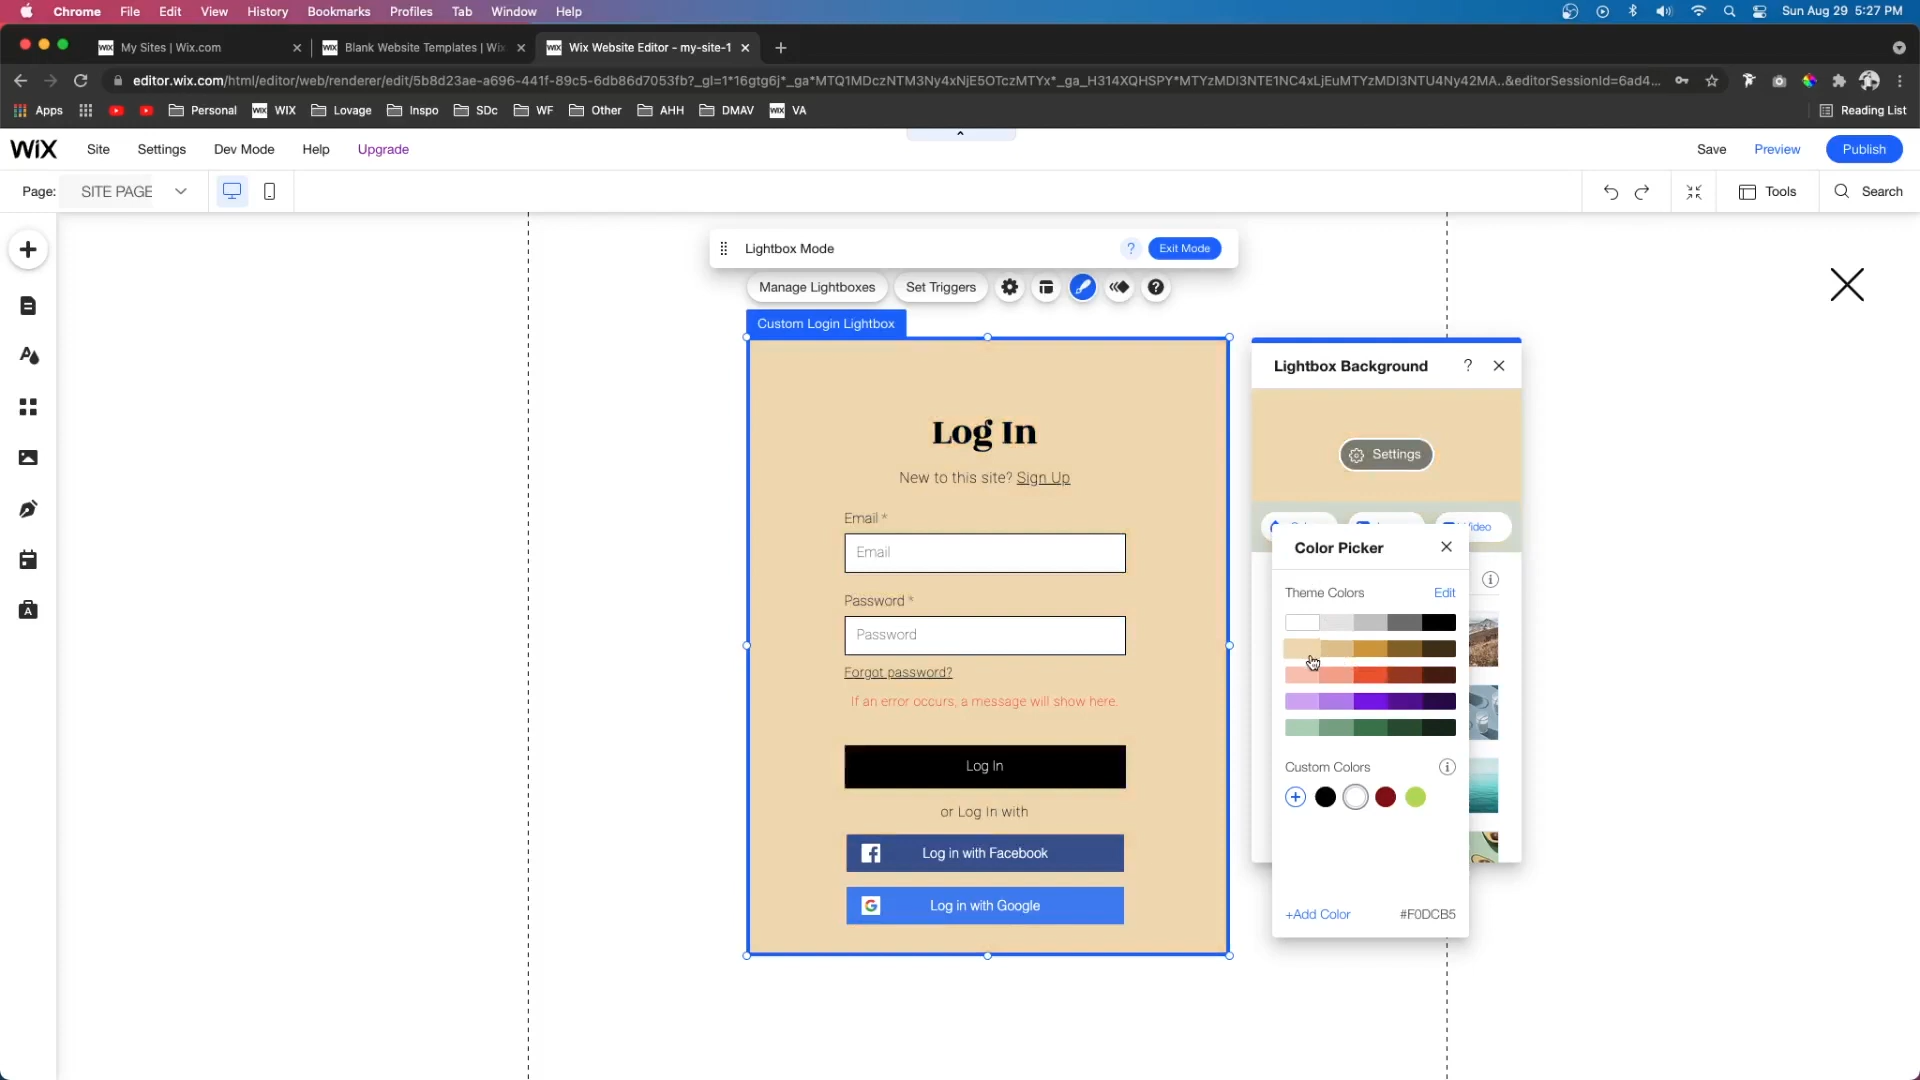 Chrome File Edit View History Bookmarks Profiles Tab Window Help
Sun Aug 29 5:27 PM
WiX My Sites | Wix.com
WiX Blank Website Templates | Wix
WiX Wix Website Editor - my-site-1
editor.wix.com/html/editor/web/renderer/edit/5b8d23ae-a696-441f-89c5-6db86d7053fb?_gl=1*16gtg6j*_ga*MTQ1MDczNTM3Ny4xNjE5OTczMTYx*_ga_H314XQHSPY*MTYzMDI3NTE1NC4xLjEuMTYzMDI3NTU4Ny42MA..&editorSessionId=6ad4...
Apps Personal WiX WIX Lovage Inspo SDc WF Other AHH DMAV WiX VA
Reading List
WiX Site Settings Dev Mode Help Upgrade
Save Preview Publish
Page: SITE PAGE
Tools Search
Lightbox Mode ? Exit Mode
Manage Lightboxes Set Triggers ?
Custom Login Lightbox
Log In
New to this site? Sign Up
Email *
Email
Password *
Password
Forgot password?
If an error occurs, a message will show here.
Log In
or Log In with
Log in with Facebook
G Log in with Google
Lightbox Background ?
Settings
Color Picker
Theme Colors Edit
Custom Colors
+Add Color #F0DCB5